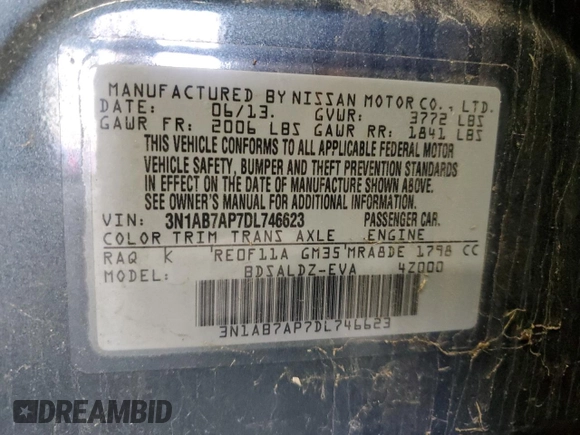 MANUFACTURED BY NISSAN MOTOR CO., LTD.
DATE: 06/13. GVWR: 3772 LBS
GAWR FR: 2006 LBS GAWR RR: 1841 LBS
THIS VEHICLE CONFORMS TO ALL APPLICABLE FEDERAL MOTOR
VEHICLE SAFETY, BUMPER AND THEFT PREVENTION STANDARDS
IN EFFECT ON THE DATE OF MANUFACTURE SHOWN ABOVE.
SEE OWNER'S MANUAL FOR ADDITIONAL INFORMATION.
VIN: 3N1AB7AP7DL746623 PASSENGER CAR.
COLOR TRIM TRANS AXLE ENGINE
RAQ K RE0F11A GM35 MRA8DE 1798 CC
MODEL: BDSALDZ-EVA 4Z000
3N1AB7AP7DL746623
DREAMBID